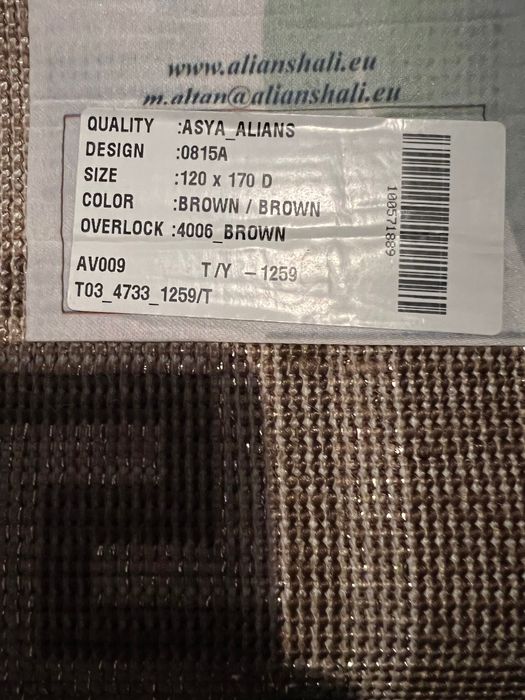 www.alianshali.eu
m.altan@alianshali.eu
QUALITY :ASYA_ALIANS
DESIGN :0815A
SIZE :120 x 170 D
COLOR :BROWN / BROWN
OVERLOCK :4006_BROWN
AV009 T/Y - 1259
T03_4733_1259/T
100571889